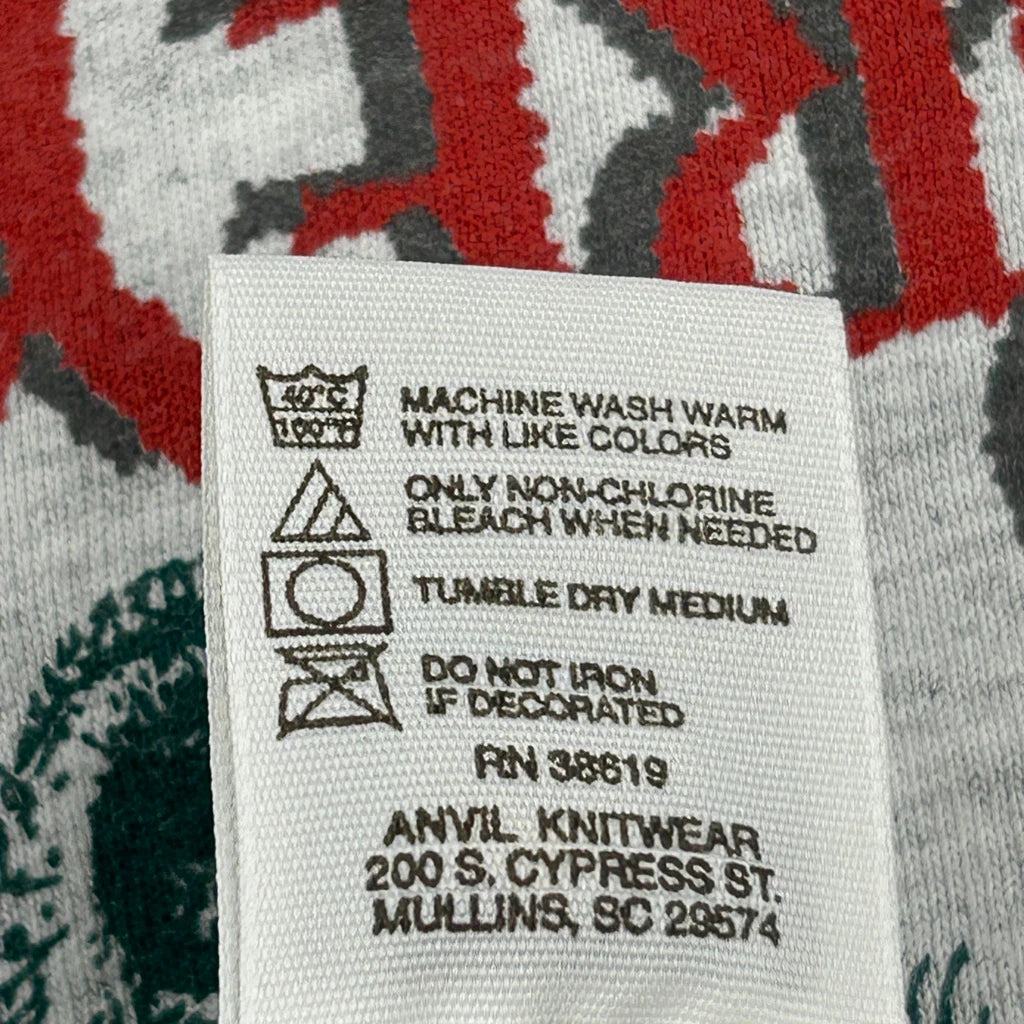 40°C
100°F
MACHINE WASH WARM
WITH LIKE COLORS
ONLY NON-CHLORINE
BLEACH WHEN NEEDED
TUMBLE DRY MEDIUM
DO NOT IRON
IF DECORATED
RN 38619
ANVIL KNITWEAR
200 S. CYPRESS ST.
MULLINS, SC 29574